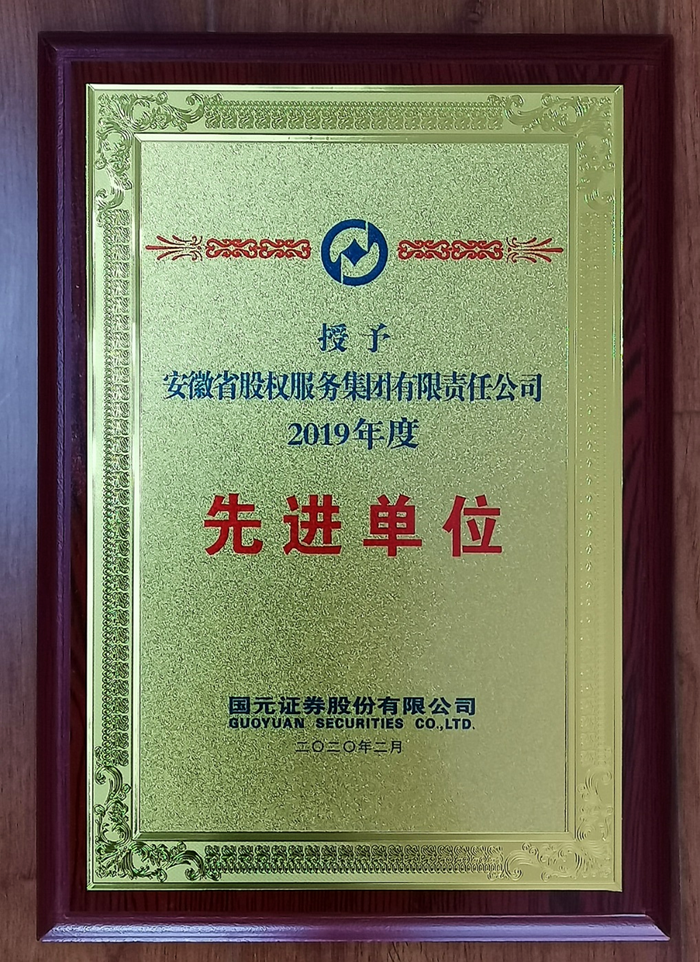 授予
安徽省股权服务集团有限责任公司
2019年度
先进单位
国元证券股份有限公司
GUOYUAN SECURITIES CO.,LTD.
二〇二〇年二月